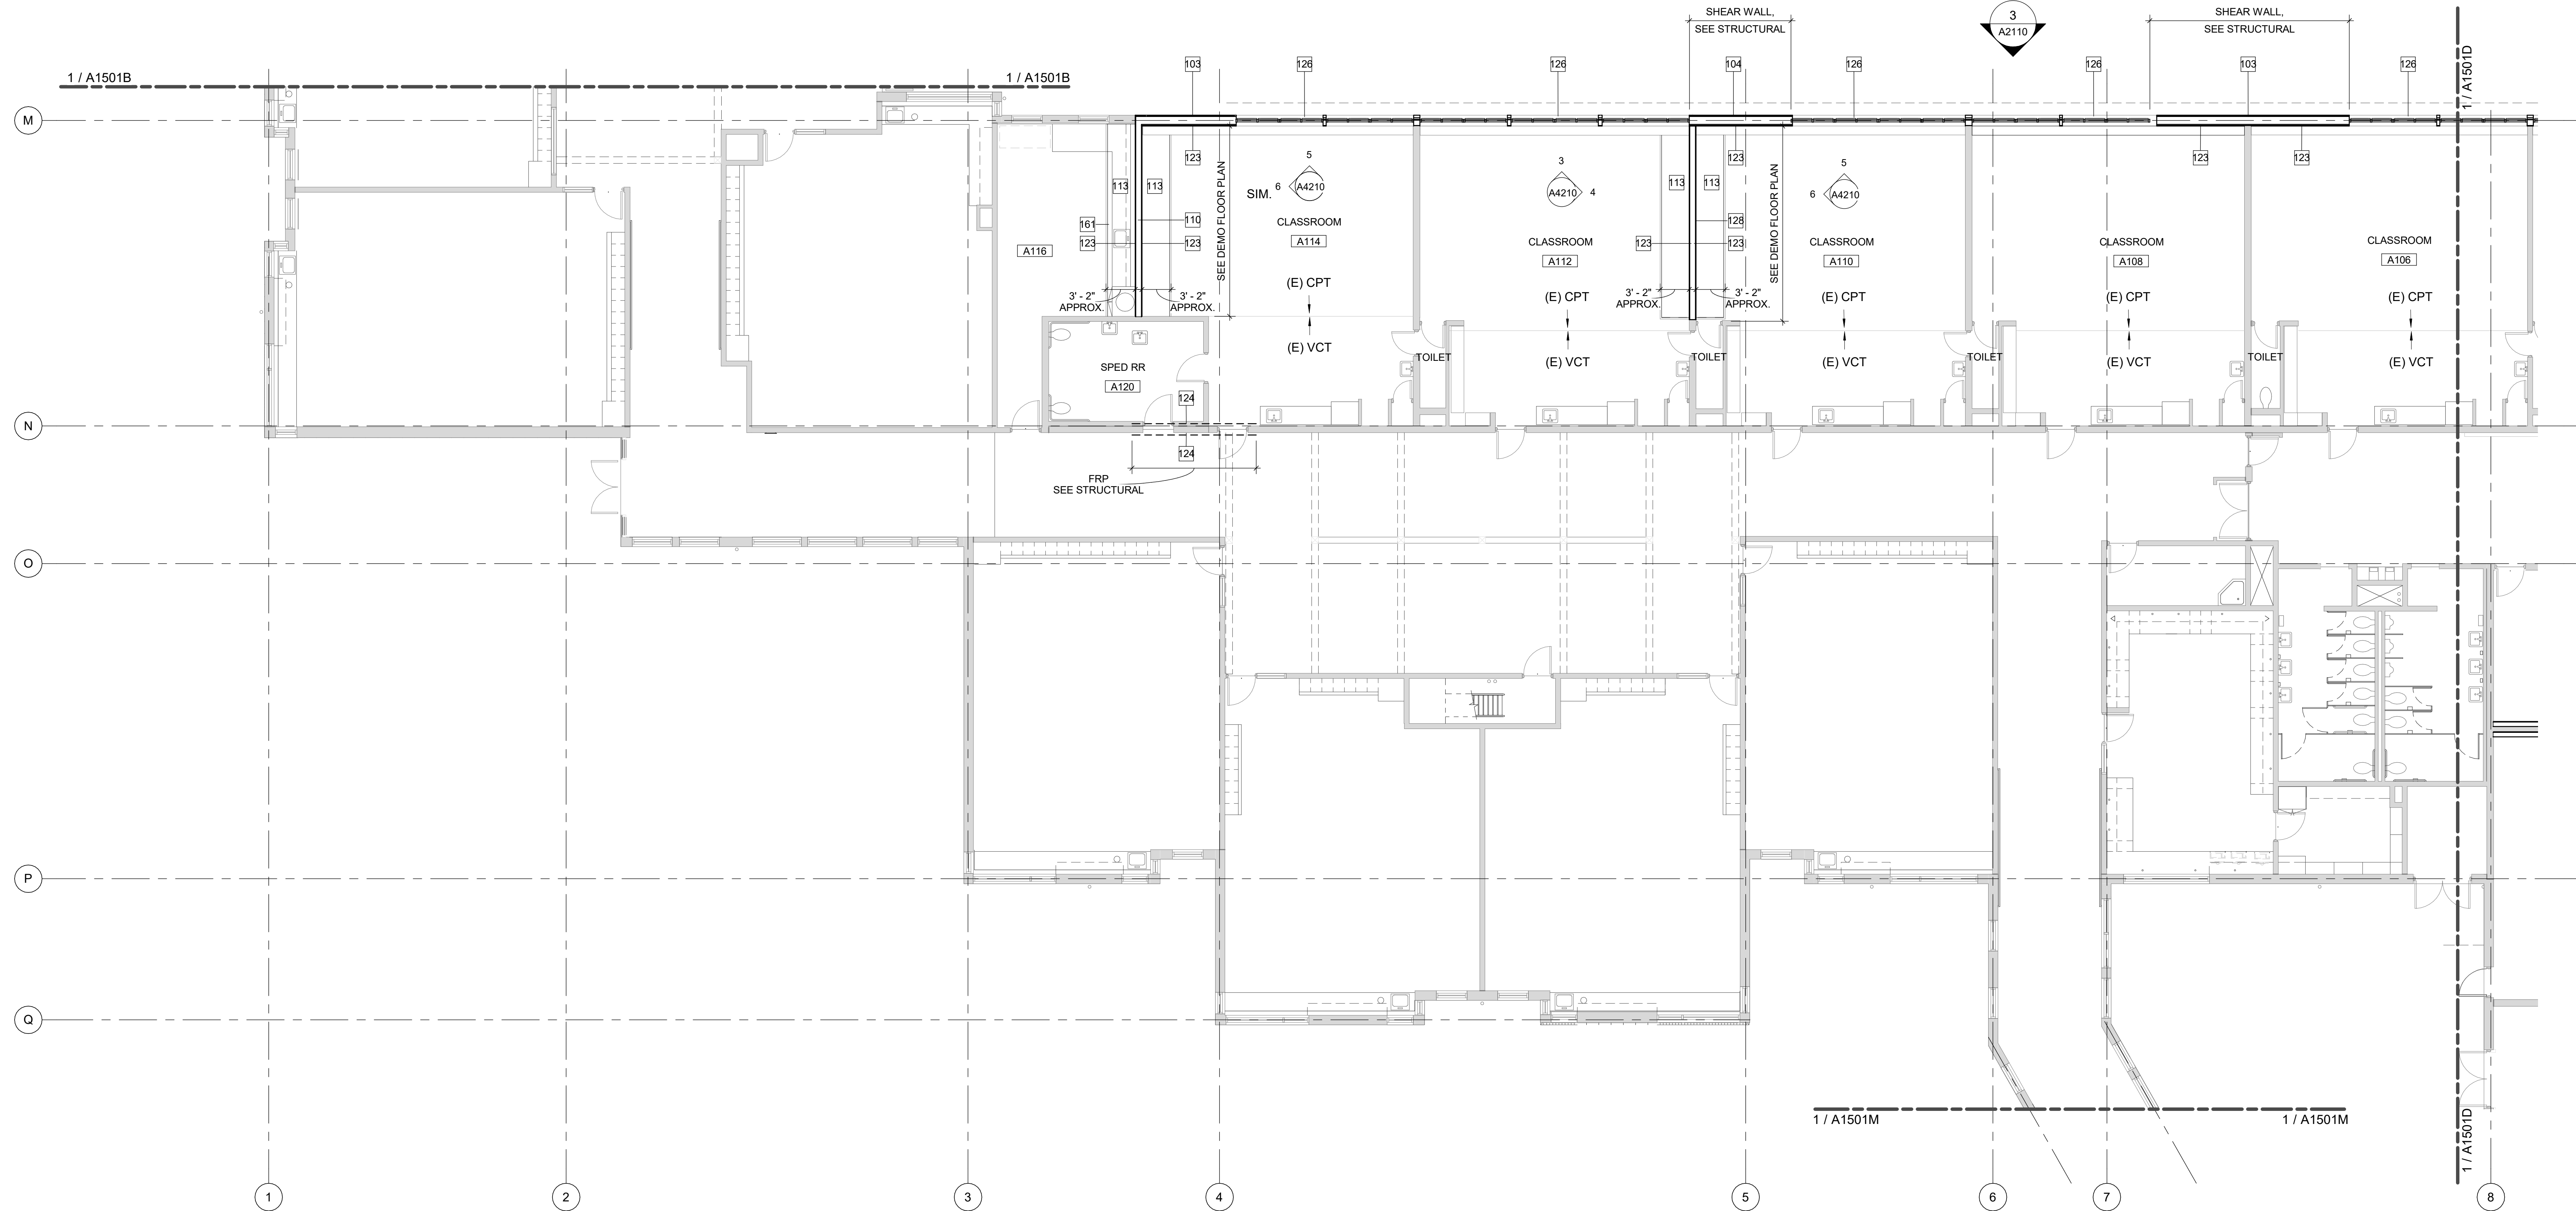 SHEAR WALL,
SEE STRUCTURAL
3
A2110
SHEAR WALL,
SEE STRUCTURAL
1 / A1501D
1 / A1501B
1 / A1501B
103
126
126
104
126
126
103
126
M
123
123
123
123
113
113
113
113
5
6
A4210
SIM.
3
A4210
4
5
6
A4210
SEE DEMO FLOOR PLAN
SEE DEMO FLOOR PLAN
161
110
123
123
128
123
123
A116
CLASSROOM
A114
CLASSROOM
A112
CLASSROOM
A110
CLASSROOM
A108
CLASSROOM
A106
3' - 2"
APPROX.
3' - 2"
APPROX.
3' - 2"
APPROX.
3' - 2"
APPROX.
(E) CPT
(E) CPT
(E) CPT
(E) CPT
(E) CPT
(E) VCT
(E) VCT
(E) VCT
(E) VCT
(E) VCT
TOILET
TOILET
TOILET
TOILET
SPED RR
A120
124
124
N
FRP
SEE STRUCTURAL
O
P
Q
1 / A1501M
1 / A1501M
1 / A1501D
1
2
3
4
5
6
7
8